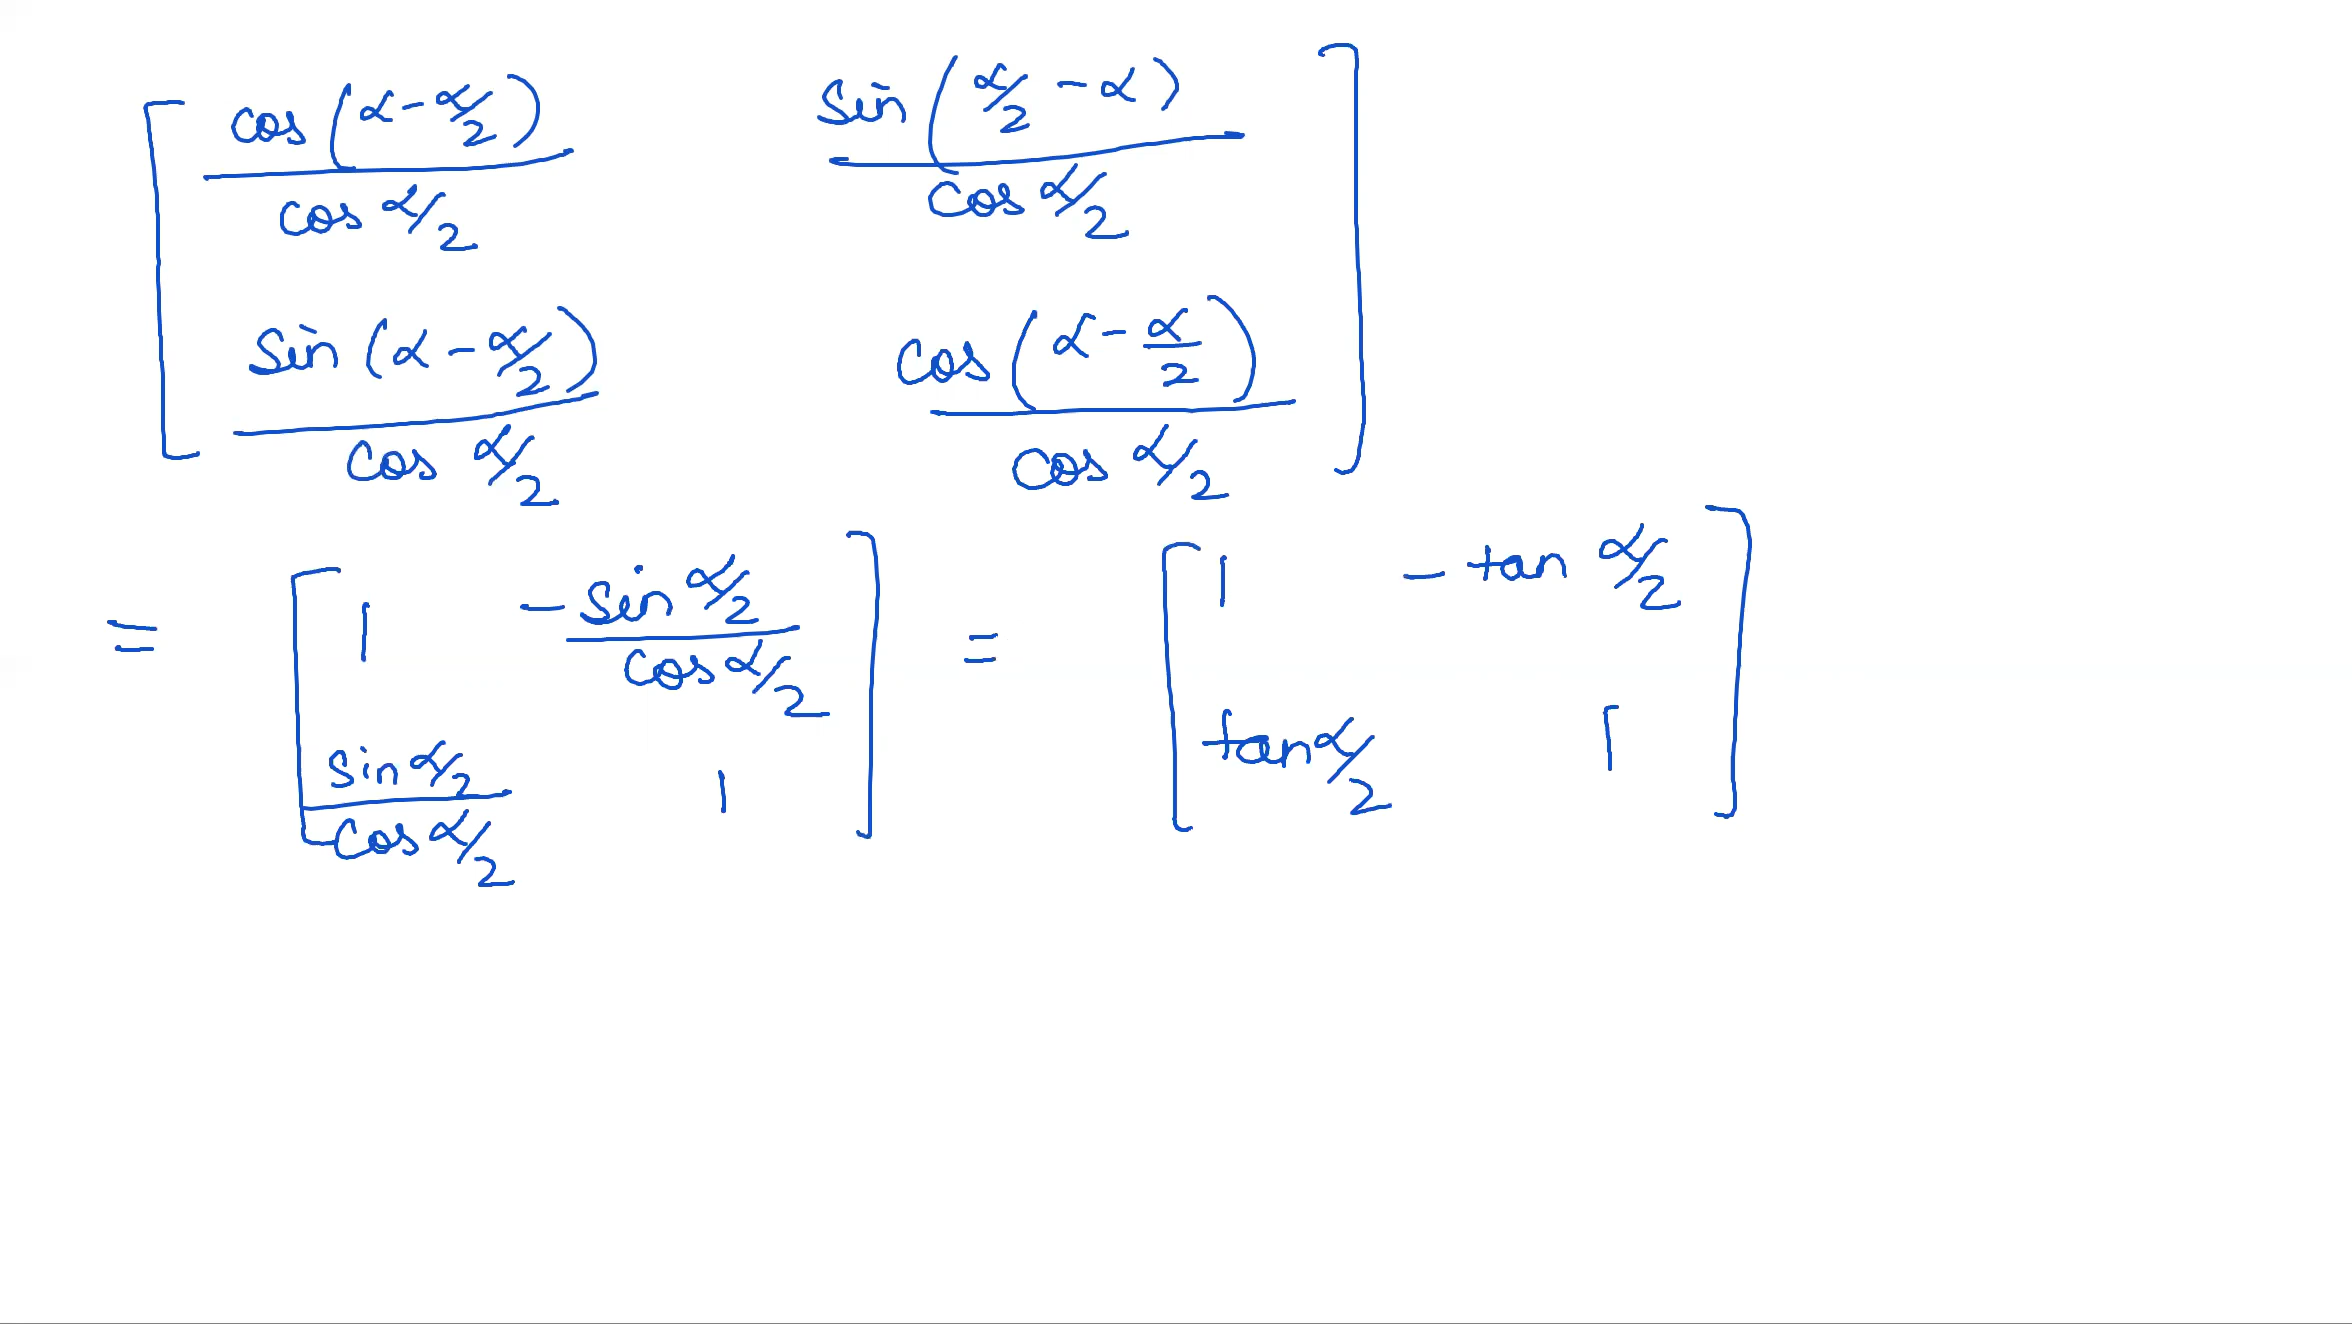 [ cos(α-α/2)/cos α/2   sin(α/2 -α)/cos α/2
sin(α-α/2)/cos α/2   cos(α-α/2)/cos α/2 ]
= [ 1   -sin α/2/cos α/2   = [ 1   - tan α/2
sin α/2/cos α/2   1 ]   tan α/2   1 ]